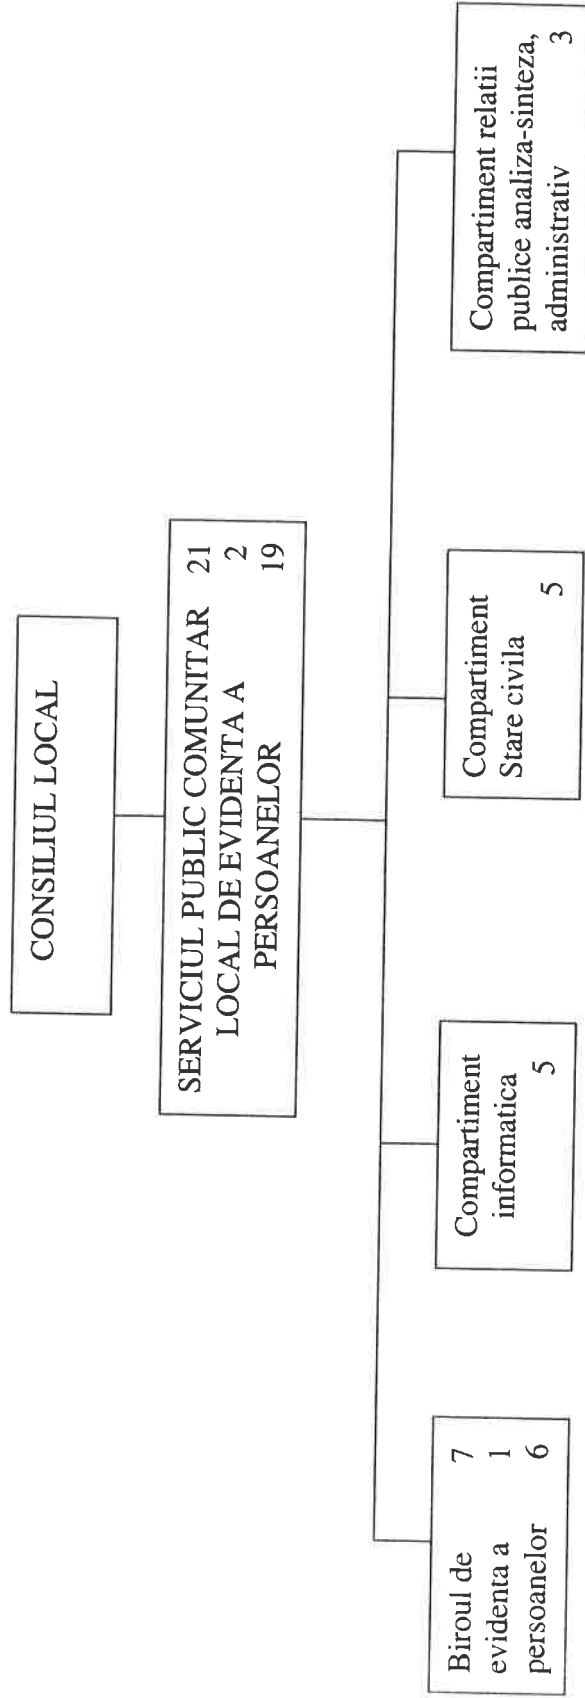 CONSILIUL LOCAL
SERVICIUL PUBLIC COMUNITAR 21
LOCAL DE EVIDENTA A 2
PERSOANELOR 19
Biroul de 7
evidenta a 1
persoanelor 6
Compartiment
informatica
5
Compartiment
Stare civila
5
Compartiment relatii
publice analiza-sinteza,
administrativ 3